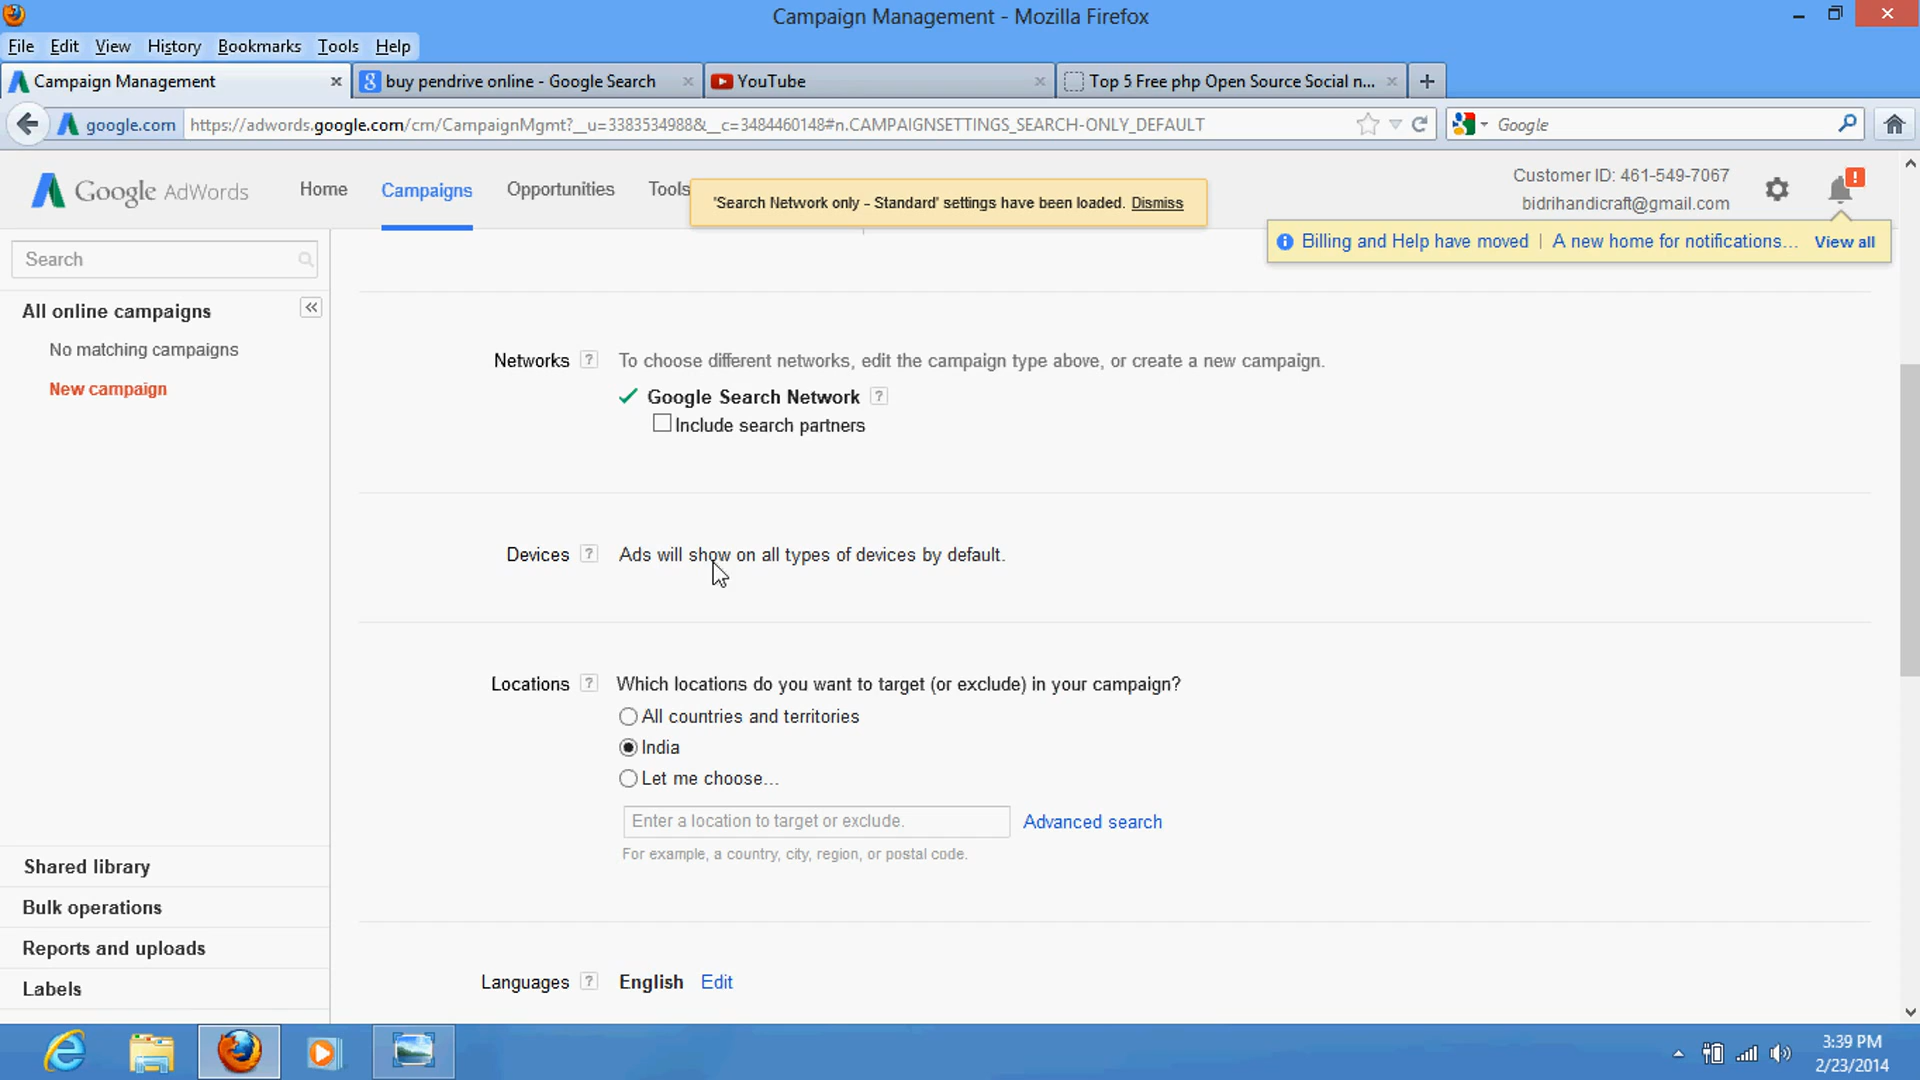 Campaign Management - Mozilla Firefox
File Edit View History Bookmarks Tools Help
Campaign Management
buy pendrive online - Google Search
YouTube
Top 5 Free php Open Source Social n...
google.com
https://adwords.google.com/cm/CampaignMgmt?__u=3383534988&__c=3484460148#n.CAMPAIGNSETTINGS_SEARCH-ONLY_DEFAULT
Google
Google AdWords
Home Campaigns Opportunities Tools
'Search Network only - Standard' settings have been loaded. Dismiss
Customer ID: 461-549-7067
bidrihandicraft@gmail.com
Billing and Help have moved | A new home for notifications... View all
Search
All online campaigns
No matching campaigns
New campaign
Networks ? To choose different networks, edit the campaign type above, or create a new campaign.
Google Search Network ?
Include search partners
Devices ? Ads will show on all types of devices by default.
Locations ? Which locations do you want to target (or exclude) in your campaign?
All countries and territories
India
Let me choose...
Enter a location to target or exclude. Advanced search
For example, a country, city, region, or postal code.
Languages ? English Edit
Shared library
Bulk operations
Reports and uploads
Labels
3:39 PM
2/23/2014